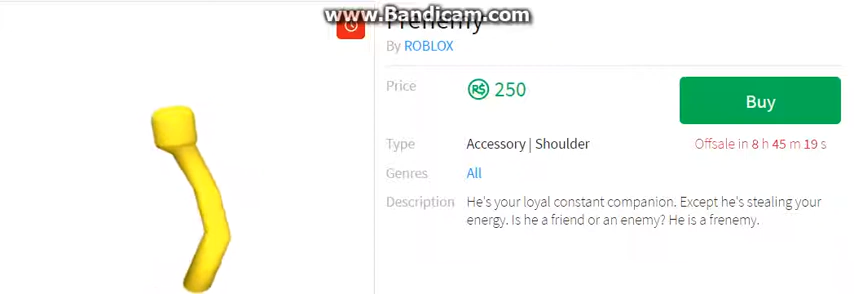 www.Bandicam.com
Frenemy
By ROBLOX
Price
R$ 250
Buy
Type
Accessory | Shoulder
Offsale in 8 h 45 m 19 s
Genres
All
Description
He's your loyal constant companion. Except he's stealing your
energy. Is he a friend or an enemy? He is a frenemy.